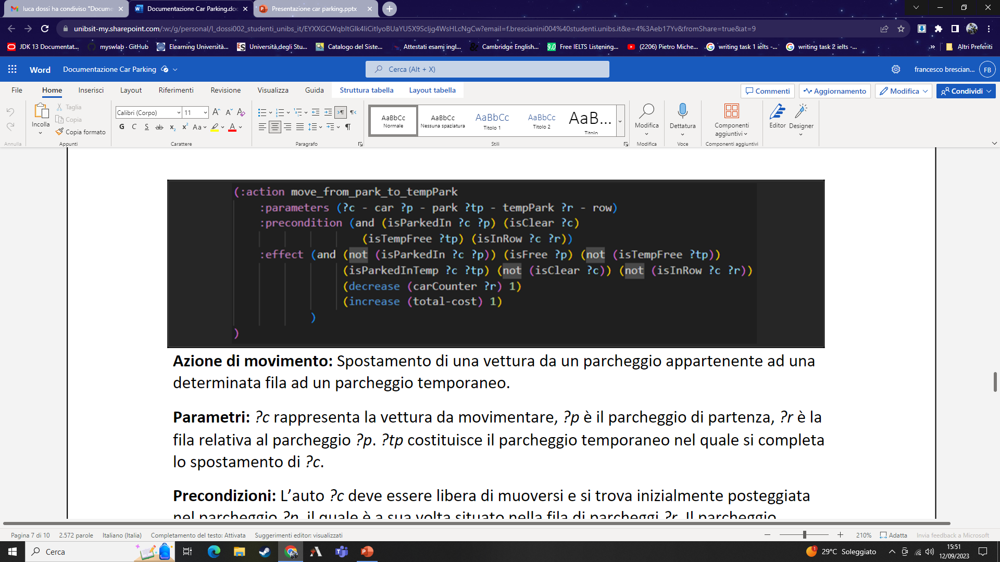 luca dossi ha condiviso "Docume
Documentazione Car Parking.doc
Presentazione car parking.pptx
unibsit-my.sharepoint.com/:w:/g/personal/l_dossi002_studenti_unibs_it/EYXXGCWqbltGlk4IiCitIyoBUaYU5X9ScIjg4WsHLcNgCw?email=f.brescianini004%40studenti.unibs.it&e=4%3Aeb17Yv&fromShare=true&at=9
JDK 13 Documentat...
myswlab · GitHub
Elearning Università...
Università degli Stu...
Catalogo del Siste...
Attestati esami ingl...
Cambridge English...
9.0 Free IELTS Listening...
(2206) Pietro Miche...
writing task 1 ielts -...
writing task 2 ielts -...
» Altri Preferiti
Word Documentazione Car Parking
Cerca (Alt + X)
francesco brescian... FB
File Home Inserisci Layout Riferimenti Revisione Visualizza Guida Struttura tabella Layout tabella
Commenti Aggiornamento Modifica Condividi
Incolla
Taglia
Copia
Copia formato
Calibri (Corpo) 11
G C S ab x₂ x² Aa A
AaBbCc Normale
AaBbCc Nessuna spaziatura
AaBbCc Titolo 1
AaBbCc Titolo 2
AaB... Titolo
Modifica
Dettatura
Componenti aggiuntivi
Editor
Designer
Annulla Appunti Carattere Paragrafo Stili Modifica Voce Componenti aggiuntivi
(:action move_from_park_to_tempPark
:parameters (?c - car ?p - park ?tp - tempPark ?r - row)
:precondition (and (isParkedIn ?c ?p) (isClear ?c)
(isTempFree ?tp) (isInRow ?c ?r))
:effect (and (not (isParkedIn ?c ?p)) (isFree ?p) (not (isTempFree ?tp))
(isParkedInTemp ?c ?tp) (not (isClear ?c)) (not (isInRow ?c ?r))
(decrease (carCounter ?r) 1)
(increase (total-cost) 1)
)
)
Azione di movimento: Spostamento di una vettura da un parcheggio appartenente ad una
determinata fila ad un parcheggio temporaneo.
Parametri: ?c rappresenta la vettura da movimentare, ?p è il parcheggio di partenza, ?r è la
fila relativa al parcheggio ?p. ?tp costituisce il parcheggio temporaneo nel quale si completa
lo spostamento di ?c.
Precondizioni: L'auto ?c deve essere libera di muoversi e si trova inizialmente posteggiata
nel parcheggio ?p, il quale è a sua volta situato nella fila di parcheggi ?r. Il parcheggio
Pagina 7 di 10 2.572 parole Italiano (Italia) Completamento del testo: Attivata Suggerimenti editor: visualizzati
210% Adatta Invia feedback a Microsoft
Cerca
1 29°C Soleggiato
15:51
12/09/2023